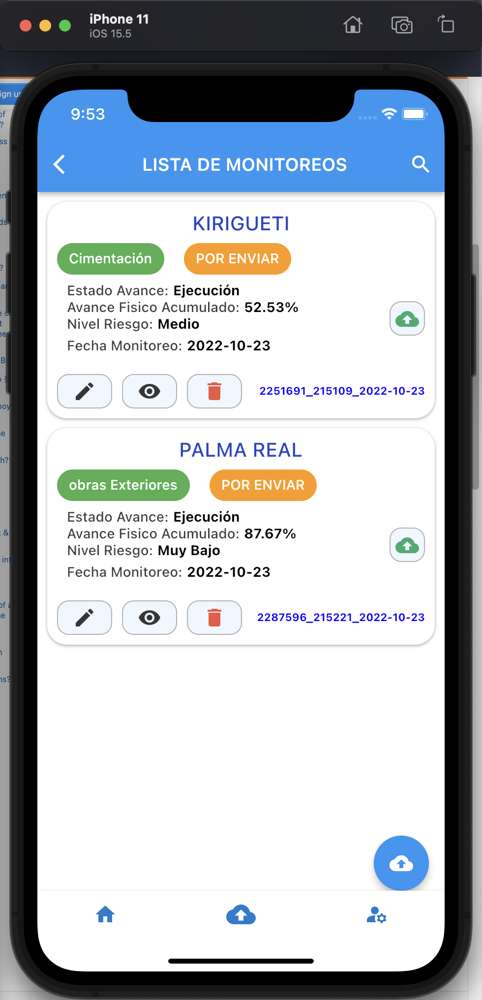 iPhone 11
iOS 15.5
9:53
LISTA DE MONITOREOS
KIRIGUETI
Cimentación
POR ENVIAR
Estado Avance: Ejecución
Avance Fisico Acumulado: 52.53%
Nivel Riesgo: Medio
Fecha Monitoreo: 2022-10-23
2251691_215109_2022-10-23
PALMA REAL
obras Exteriores
POR ENVIAR
Estado Avance: Ejecución
Avance Fisico Acumulado: 87.67%
Nivel Riesgo: Muy Bajo
Fecha Monitoreo: 2022-10-23
2287596_215221_2022-10-23